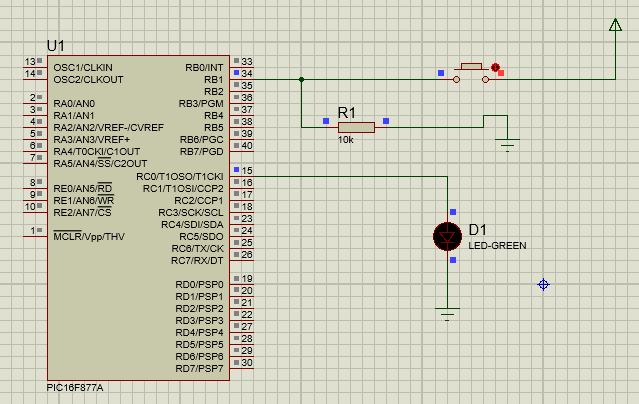 U1
13
OSC1/CLKIN
14
OSC2/CLKOUT
2
RA0/AN0
3
RA1/AN1
4
RA2/AN2/VREF-/CVREF
5
RA3/AN3/VREF+
6
RA4/T0CKI/C1OUT
7
RA5/AN4/SS/C2OUT
8
RE0/AN5/RD
9
RE1/AN6/WR
10
RE2/AN7/CS
1
MCLR/Vpp/THV
RB0/INT
33
RB1
34
RB2
35
RB3/PGM
36
RB4
37
RB5
38
RB6/PGC
39
RB7/PGD
40
RC0/T1OSO/T1CKI
15
RC1/T1OSI/CCP2
16
RC2/CCP1
17
RC3/SCK/SCL
18
RC4/SDI/SDA
23
RC5/SDO
24
RC6/TX/CK
25
RC7/RX/DT
26
RD0/PSP0
19
RD1/PSP1
20
RD2/PSP2
21
RD3/PSP3
22
RD4/PSP4
27
RD5/PSP5
28
RD6/PSP6
29
RD7/PSP7
30
PIC16F877A
R1
10k
D1
LED-GREEN